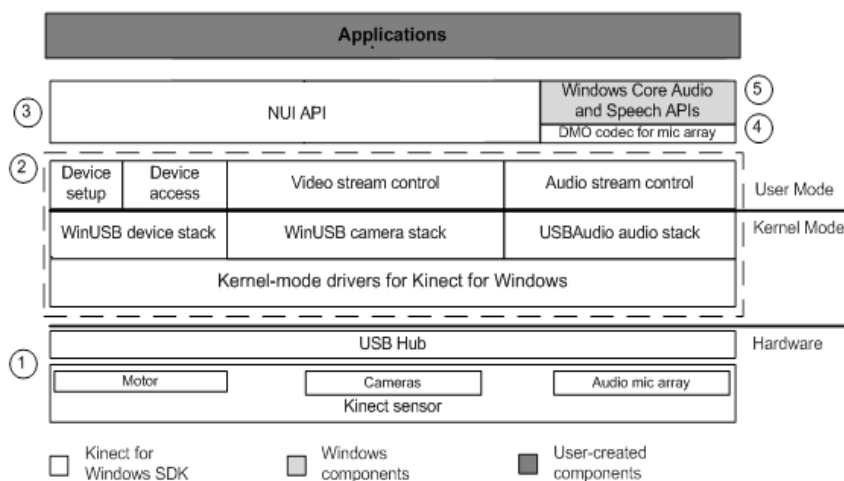 Applications
3
NUI API
Windows Core Audio
and Speech APIs
5
DMO codec for mic array
4
2
Device
setup
Device
access
Video stream control
Audio stream control
User Mode
WinUSB device stack
WinUSB camera stack
USBAudio audio stack
Kernel Mode
Kernel-mode drivers for Kinect for Windows
USB Hub
Hardware
1
Motor
Cameras
Audio mic array
Kinect sensor
Kinect for
Windows SDK
Windows
components
User-created
components